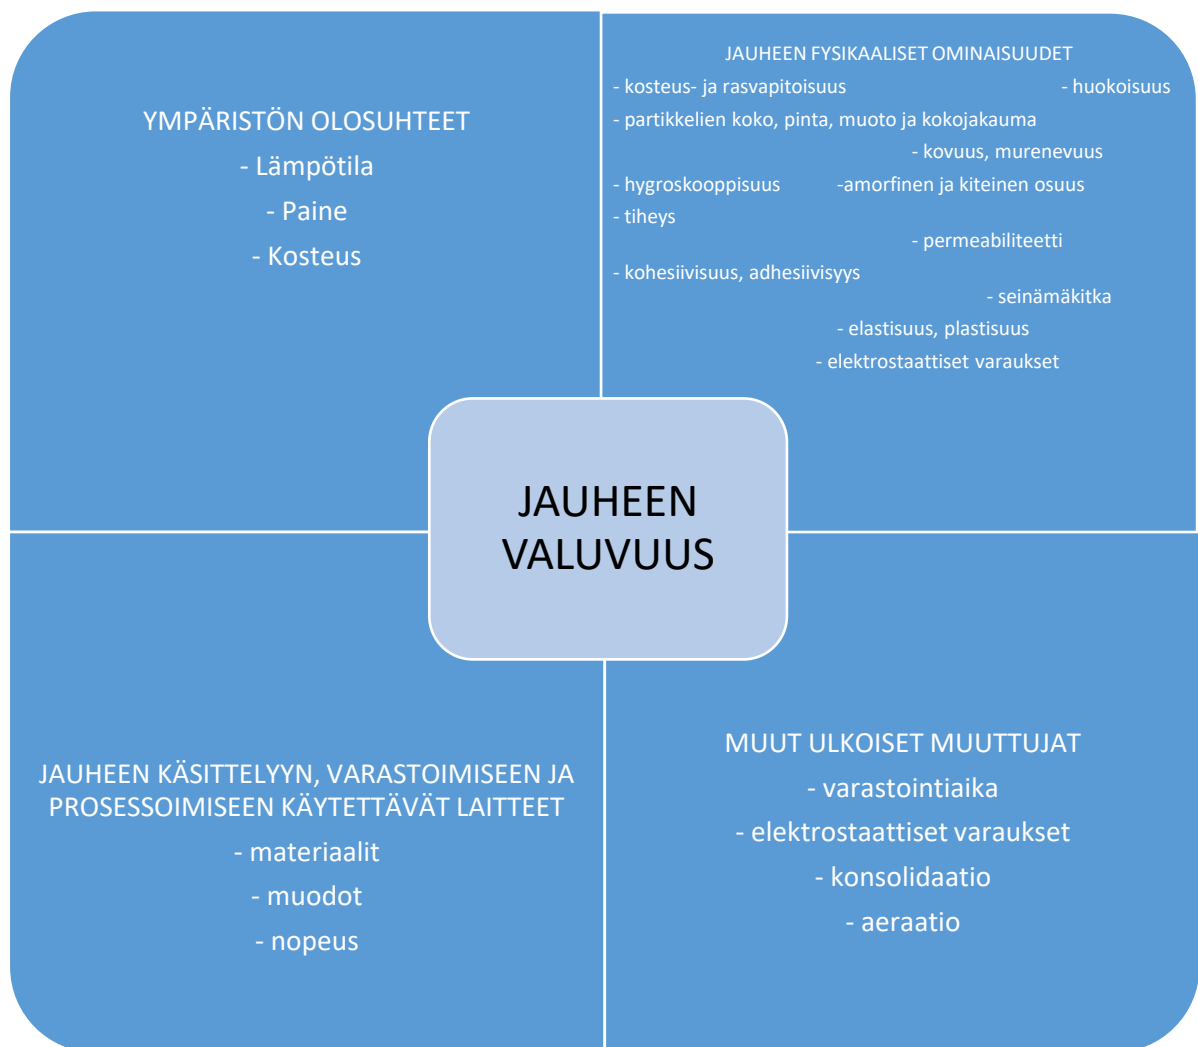 YMPÄRISTÖN OLOSUHTEET
- Lämpötila
- Paine
- Kosteus
JAUHEEN FYSIKAALISET OMINAISUUDET
- kosteus- ja rasvapitoisuus - huokoisuus
- partikkelien koko, pinta, muoto ja kokojakauma
- kovuus, murenevuus
- hygroskooppisuus -amorfinen ja kiteinen osuus
- tiheys
- permeabiliteetti
- kohesiivisuus, adhesiivisyys
- seinämäkitka
- elastisuus, plastisuus
- elektrostaattiset varaukset
JAUHEEN
VALUVUUS
JAUHEEN KÄSITTELYYN, VARASTOIMISEEN JA
PROSESSOIMISEEN KÄYTETTÄVÄT LAITTEET
- materiaalit
- muodot
- nopeus
MUUT ULKOISET MUUTTUJAT
- varastointiaika
- elektrostaattiset varaukset
- konsolidaatio
- aeraatio